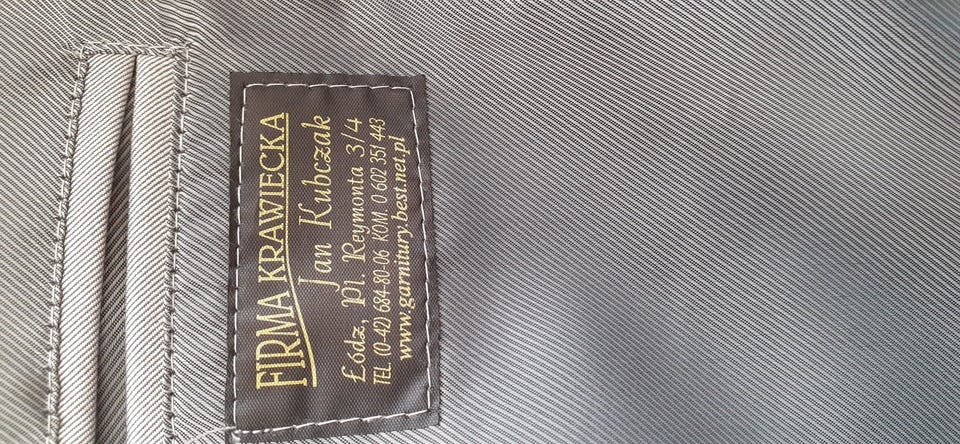 FIRMA KRAWIECKA
Jan Kubczak
Łódz, Pl. Reymonta 3/4
TEL. (0-42) 684-80-06 KOM. 0 602 351 443
www.garnitury.best.net.pl